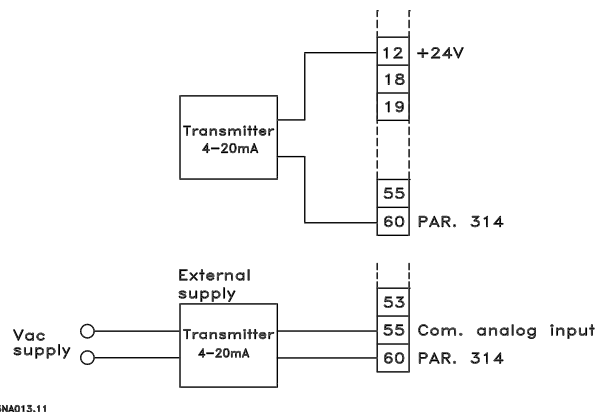 12 +24V
18
19
Transmitter
4-20mA
55
60 PAR. 314
External
supply
53
Vac
supply
Transmitter
4-20mA
55 Com. analog input
60 PAR. 314
NA013.11